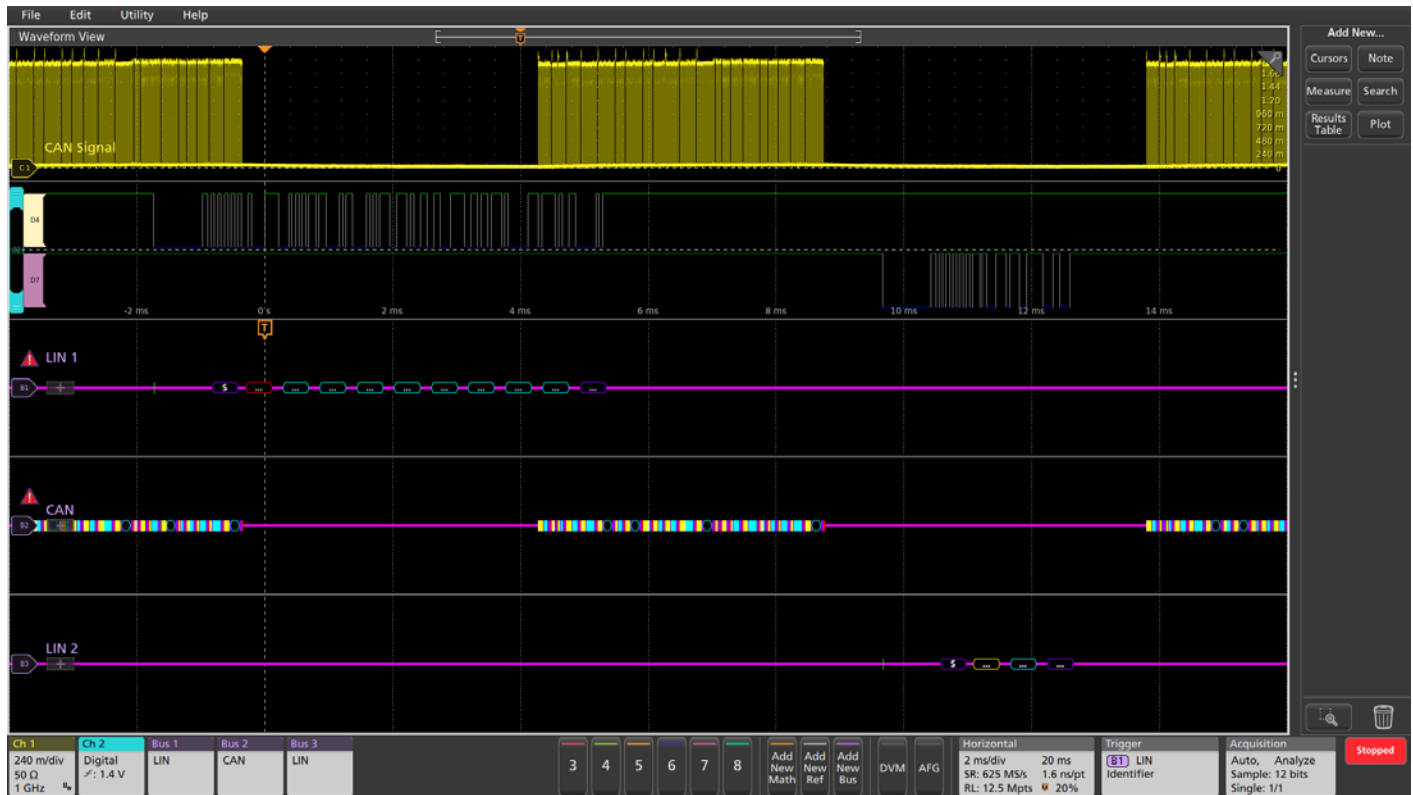 File Edit Utility Help
Waveform View
Add New...
Cursors Note
Measure Search
Results Table Plot
1.68
1.44
1.20
960 m
720 m
480 m
240 m
0
CAN Signal
C1
D4
D7
-2 ms 0 s 2 ms 4 ms 6 ms 8 ms 10 ms 12 ms 14 ms
T
LIN 1
B1
S ... ... ... ... ... ... ... ... ... ...
CAN
B2
LIN 2
B3
S ... ... ...
Ch 1
240 m/div
50 Ω
1 GHz
Ch 2
Digital
: 1.4 V
Bus 1
LIN
Bus 2
CAN
Bus 3
LIN
3 4 5 6 7 8
Add New Math
Add New Ref
Add New Bus
DVM
AFG
Horizontal
2 ms/div 20 ms
SR: 625 MS/s 1.6 ns/pt
RL: 12.5 Mpts 20%
Trigger
B1 LIN
Identifier
Acquisition
Auto, Analyze
Sample: 12 bits
Single: 1/1
Stopped